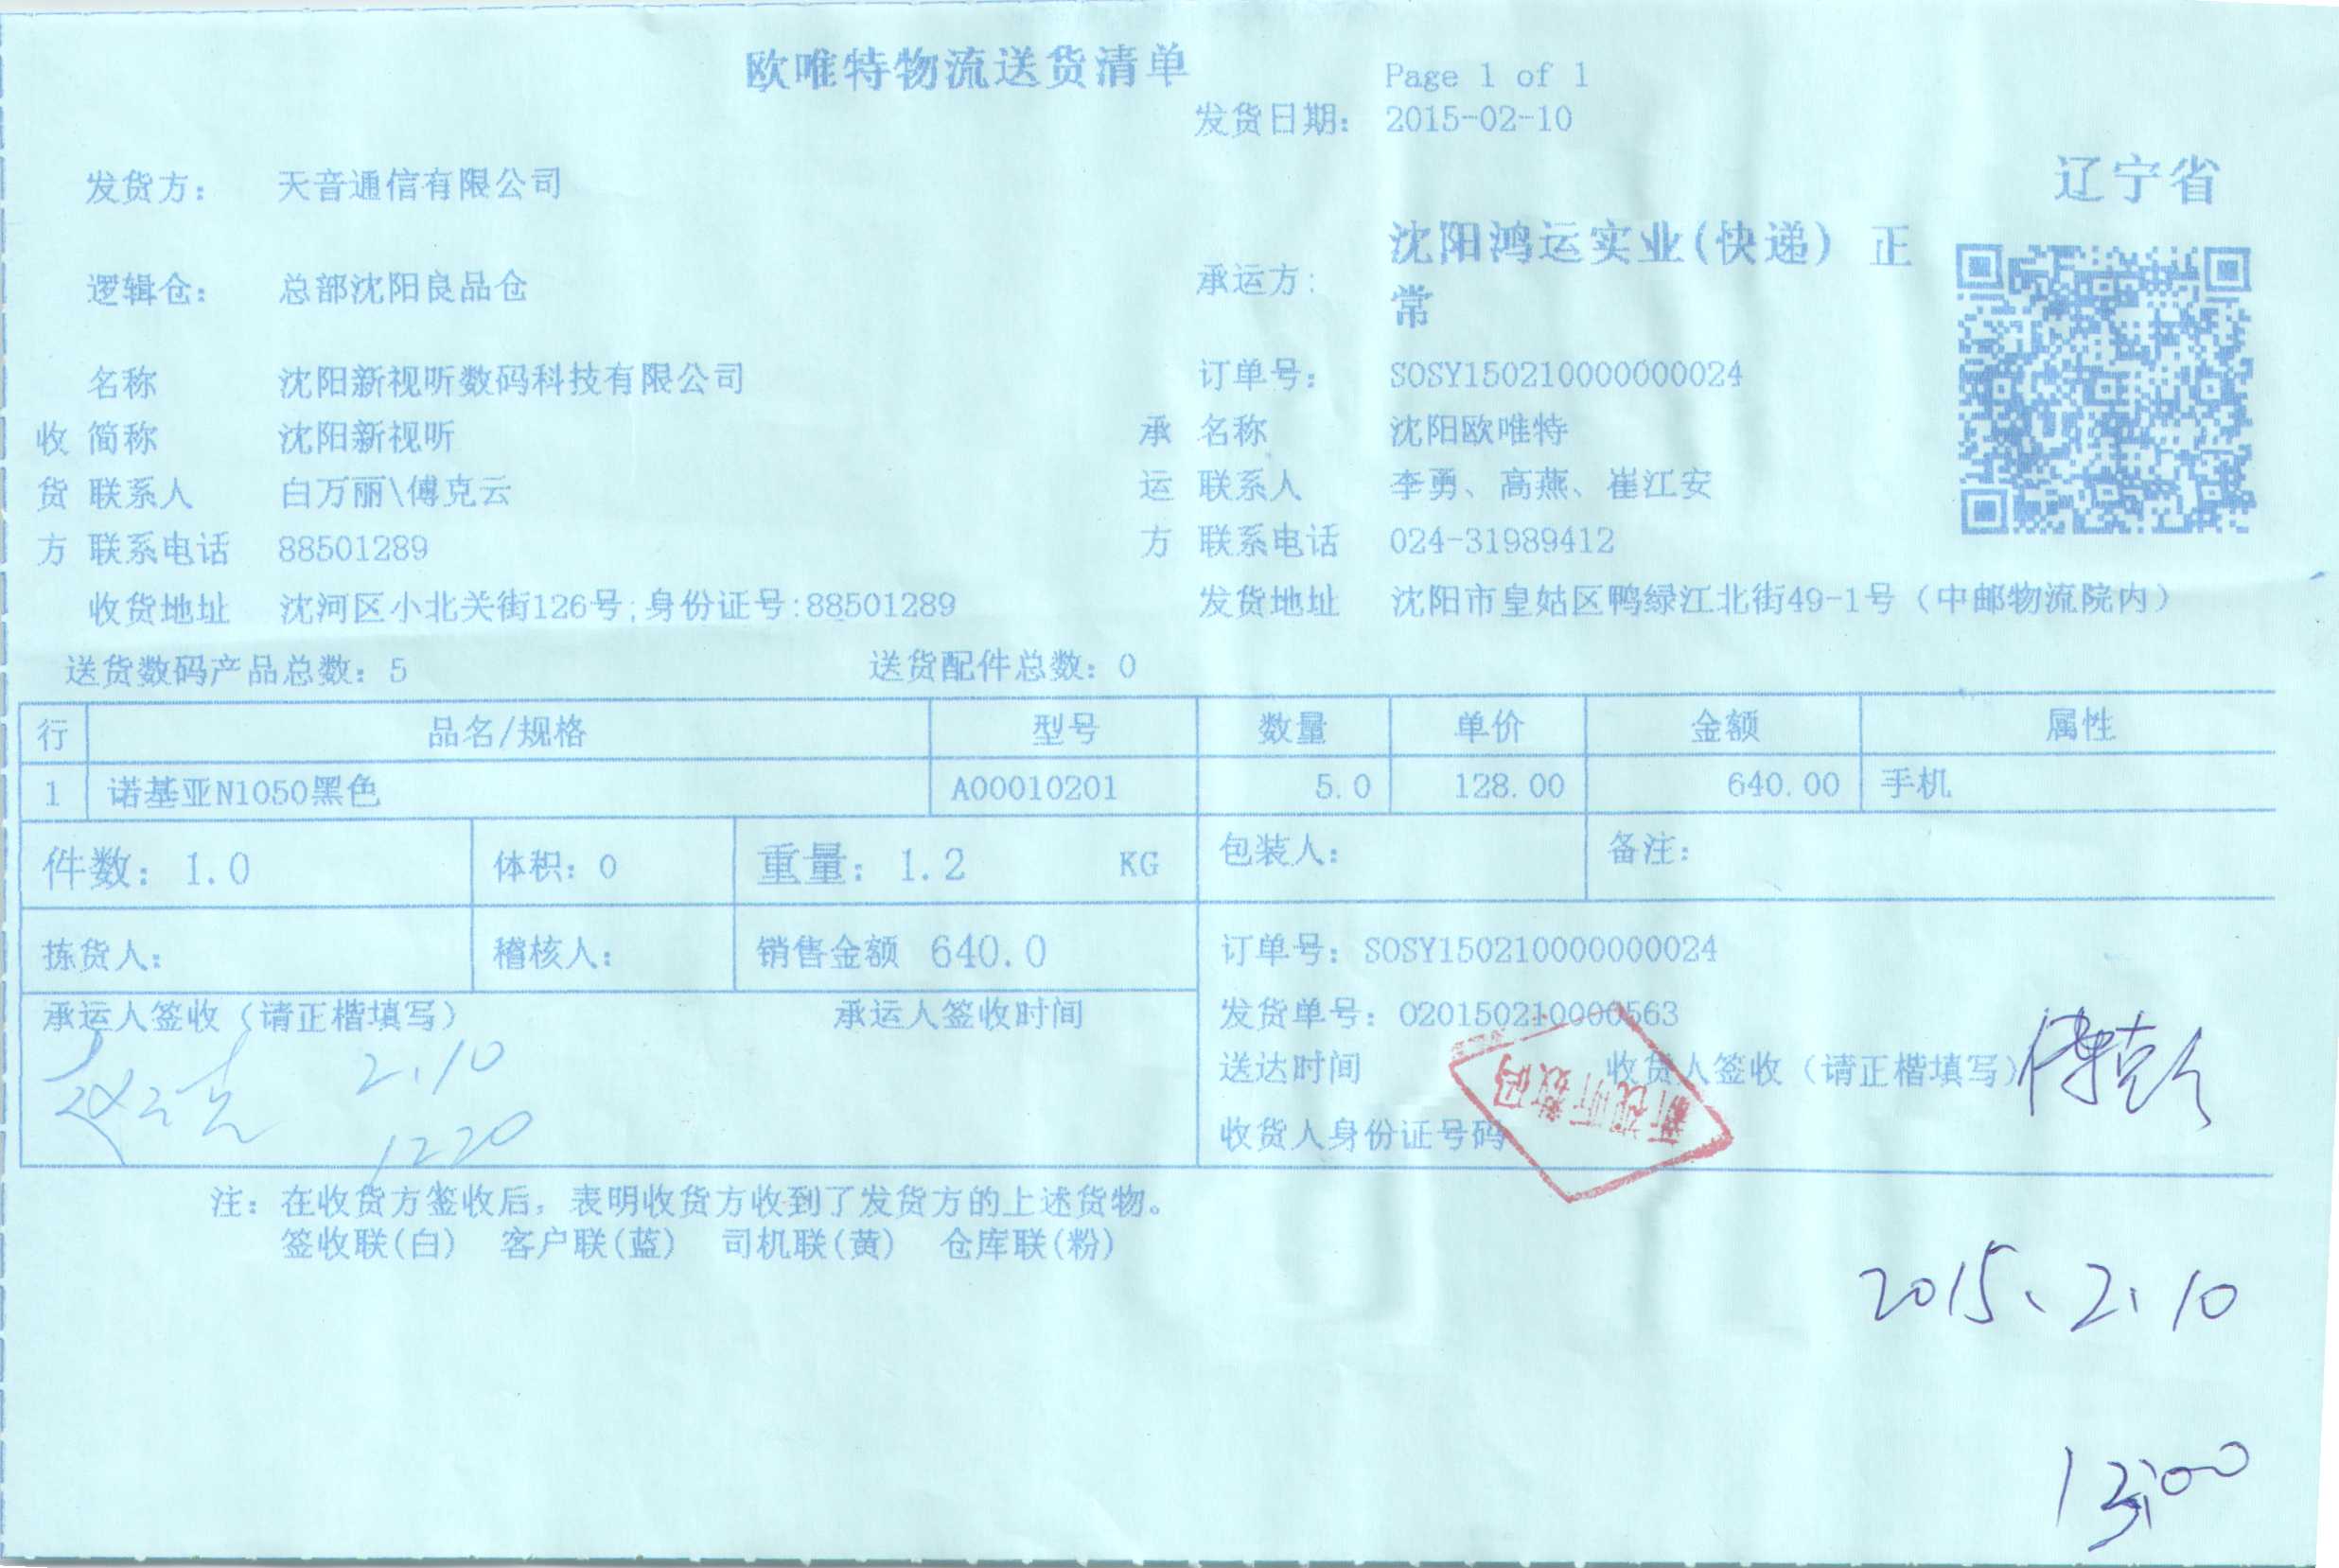 欧唯特物流送货清单
Page 1 of 1
发货日期: 2015-02-10
发货方: 天音通信有限公司
辽宁省
逻辑仓: 总部沈阳良品仓
承运方: 沈阳鸿运实业(快递) 正常
名称 沈阳新视听数码科技有限公司
订单号: SOSY150210000000024
收 简称 沈阳新视听
承 名称 沈阳欧唯特
货 联系人 白万丽\傅克云
运 联系人 李勇、高燕、崔江安
方 联系电话 88501289
方 联系电话 024-31989412
收货地址 沈河区小北关街126号;身份证号:88501289
发货地址 沈阳市皇姑区鸭绿江北街49-1号（中邮物流院内）
送货数码产品总数: 5 送货配件总数: 0
行 品名/规格 型号 数量 单价 金额 属性
1 诺基亚N1050黑色 A00010201 5.0 128.00 640.00 手机
件数: 1.0 体积: 0 重量: 1.2 KG 包装人: 备注:
拣货人: 稽核人: 销售金额 640.0 订单号: SOSY150210000000024
承运人签收（请正楷填写） 承运人签收时间
2.10
1220
发货单号: 020150210000563
送达时间 收货人签收（请正楷填写） 傅克云
收货人身份证号码
新视听数码
注: 在收货方签收后，表明收货方收到了发货方的上述货物。
签收联(白) 客户联(蓝) 司机联(黄) 仓库联(粉)
2015、2、10
13:00